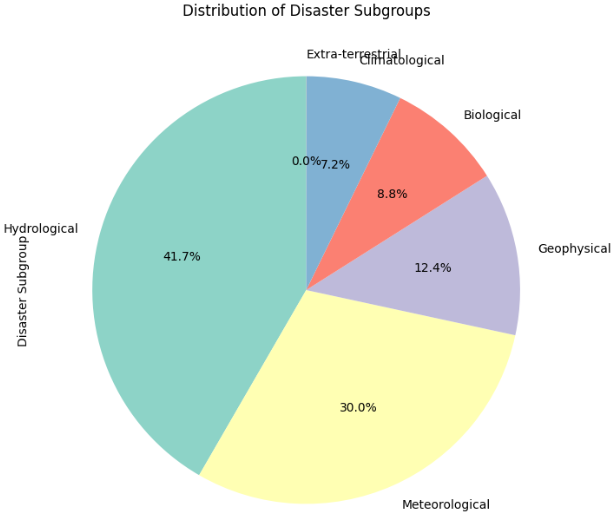 Distribution of Disaster Subgroups
Extra-terrestrial
Climatological
Biological
0.0%
7.2%
8.8%
Hydrological
Geophysical
41.7%
12.4%
Disaster Subgroup
30.0%
Meteorological